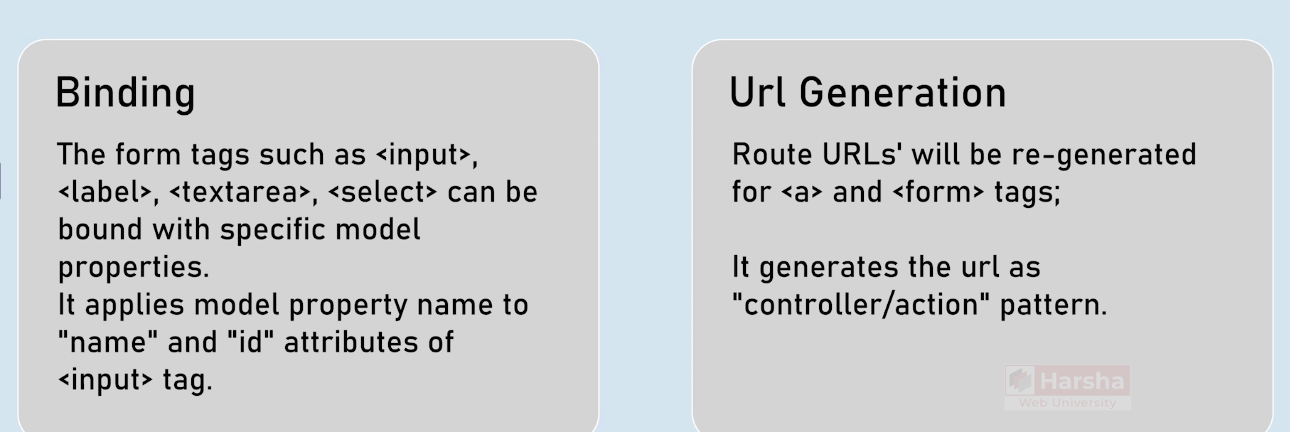 Binding
The form tags such as <input>,
<label>, <textarea>, <select> can be
bound with specific model
properties.
It applies model property name to
"name" and "id" attributes of
<input> tag.
Url Generation
Route URLs' will be re-generated
for <a> and <form> tags;
It generates the url as
"controller/action" pattern.
Harsha
Web University